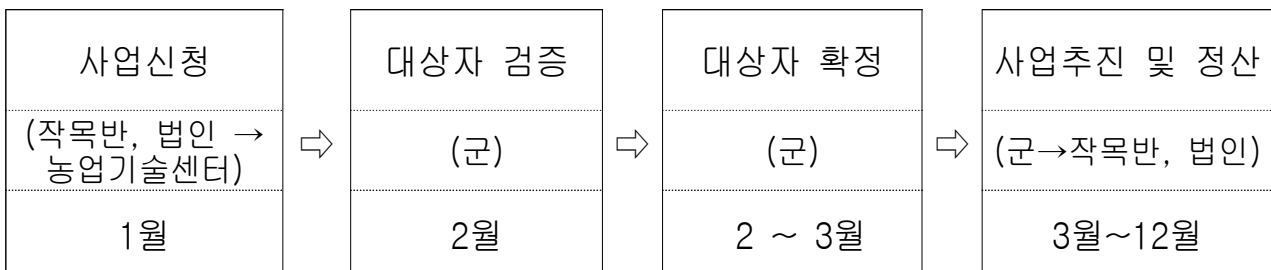 사업신청
(작목반, 법인 →
농업기술센터)
1월
⇨
대상자 검증
(군)
2월
⇨
대상자 확정
(군)
2 ~ 3월
⇨
사업추진 및 정산
(군→작목반, 법인)
3월~12월